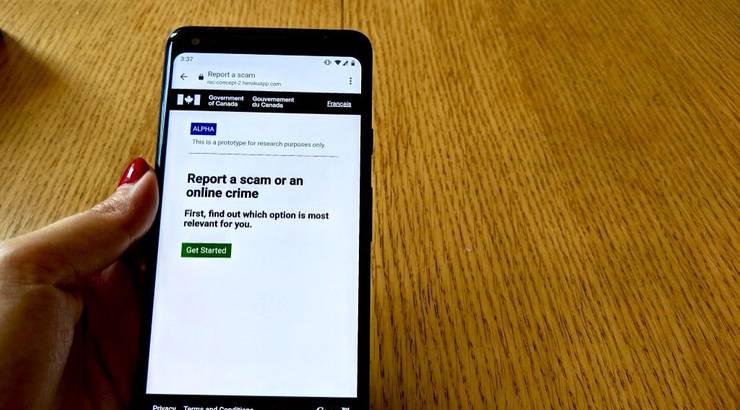 3:37
Report a scam
rsc-concept-2.herokuapp.com
Government of Canada
Gouvernement du Canada
Français
ALPHA
This is a prototype for research purposes only.
Report a scam or an
online crime
First, find out which option is most
relevant for you.
Get Started
Privacy Terms and Conditions